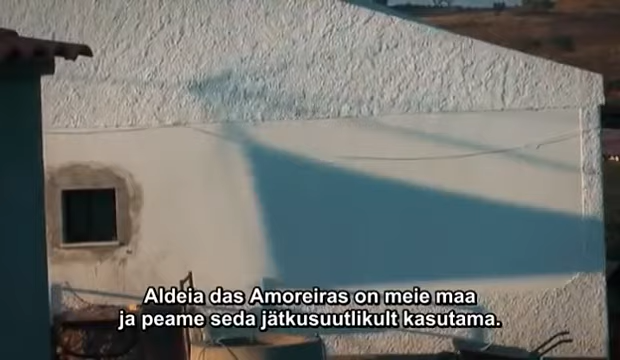 Aldeia das Amoreiras on meie maa
ja peame seda jätkusuutlikult kasutama.